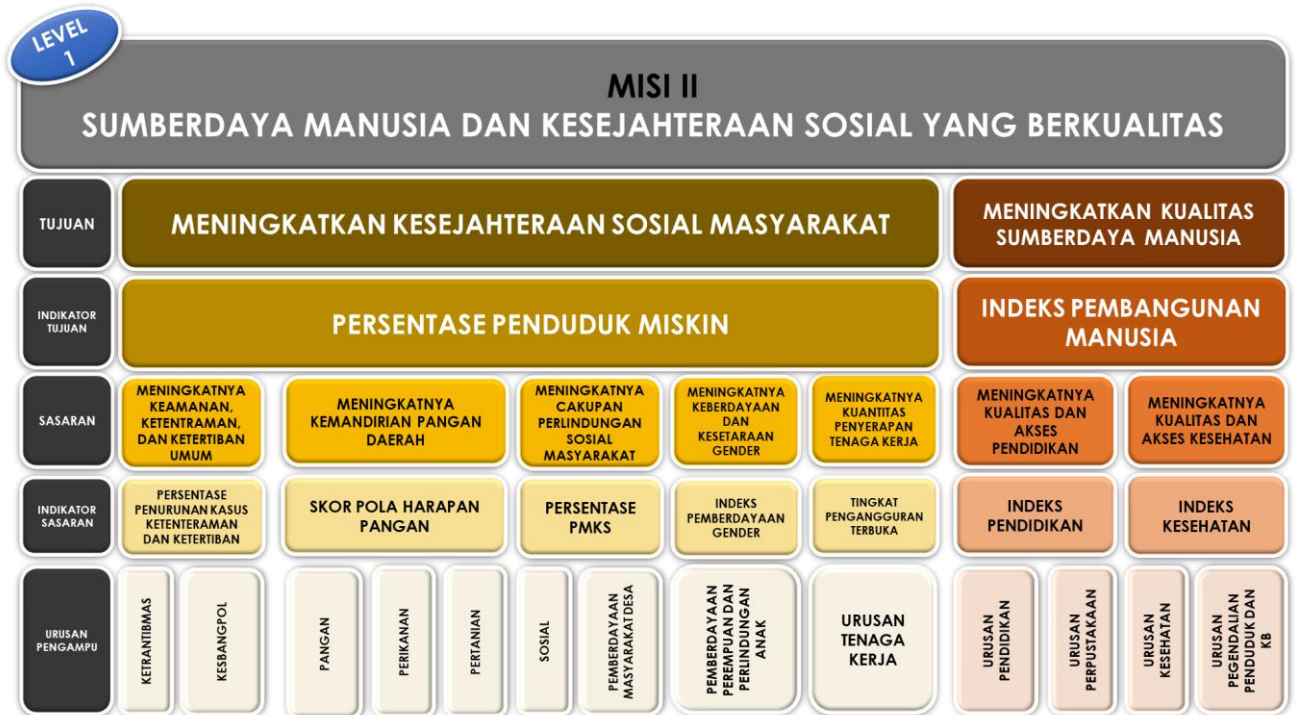 LEVEL
1
MISI II
SUMBERDAYA MANUSIA DAN KESEJAHTERAAN SOSIAL YANG BERKUALITAS
TUJUAN
MENINGKATKAN KESEJAHTERAAN SOSIAL MASYARAKAT
MENINGKATKAN KUALITAS
SUMBERDAYA MANUSIA
INDIKATOR
TUJUAN
PERSENTASE PENDUDUK MISKIN
INDEKS PEMBANGUNAN
MANUSIA
SASARAN
MENINGKATNYA
KEAMANAN,
KETENTRAMAN,
DAN KETERTIBAN
UMUM
MENINGKATNYA
KEMANDIRIAN PANGAN
DAERAH
MENINGKATNYA
CAKUPAN
PERLINDUNGAN
SOSIAL
MASYARAKAT
MENINGKATNYA
KEBERDAYAAN
DAN
KESETARAAN
GENDER
MENINGKATNYA
KUANTITAS
PENYERAPAN
TENAGA KERJA
MENINGKATNYA
KUALITAS DAN
AKSES
PENDIDIKAN
MENINGKATNYA
KUALITAS DAN
AKSES KESEHATAN
INDIKATOR
SASARAN
PERSENTASE
PENURUNAN KASUS
KETENTERAMAN
DAN KETERTIBAN
SKOR POLA HARAPAN
PANGAN
PERSENTASE
PMKS
INDEKS
PEMBERDAYAAN
GENDER
TINGKAT
PENGANGGURAN
TERBUKA
INDEKS
PENDIDIKAN
INDEKS
KESEHATAN
URUSAN
PENGAMPU
KETRANTIBMAS
KESBANGPOL
PANGAN
PERIKANAN
PERTANIAN
SOSIAL
PEMBERDAYAAN
MASYARAKAT DESA
PEMBERDAYAAN
PEREMPUAN DAN
PERLINDUNGAN
ANAK
URUSAN
TENAGA
KERJA
URUSAN
PENDIDIKAN
URUSAN
PERPUSTAKAAN
URUSAN
KESEHATAN
URUSAN
PEGENDALIAN
PENDUDUK DAN
KB